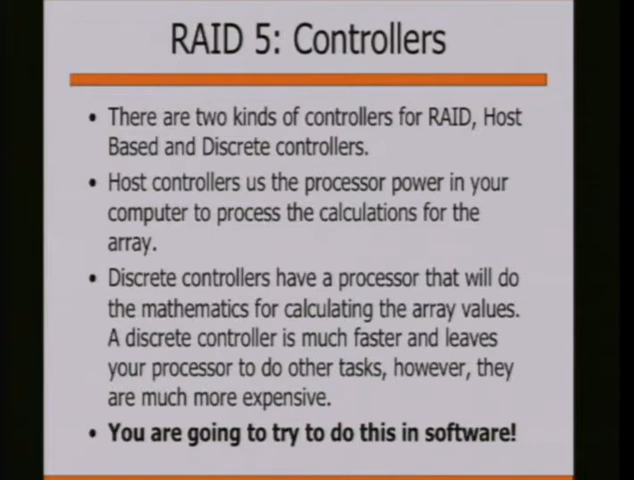 RAID 5: Controllers
• There are two kinds of controllers for RAID, Host
Based and Discrete controllers.
• Host controllers us the processor power in your
computer to process the calculations for the
array.
• Discrete controllers have a processor that will do
the mathematics for calculating the array values.
A discrete controller is much faster and leaves
your processor to do other tasks, however, they
are much more expensive.
• You are going to try to do this in software!